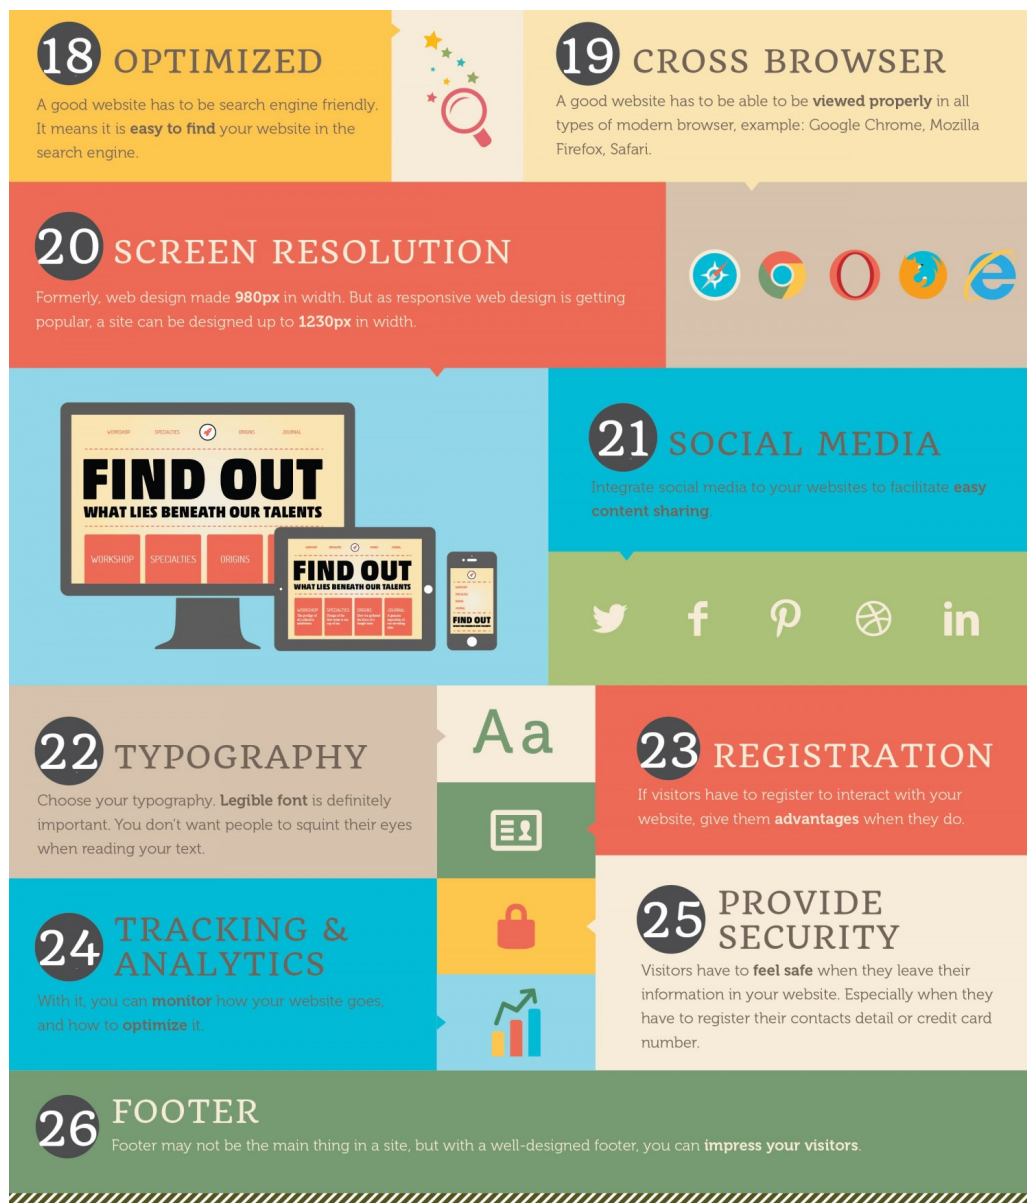 18 OPTIMIZED
A good website has to be search engine friendly.
It means it is easy to find your website in the
search engine.
19 CROSS BROWSER
A good website has to be able to be viewed properly in all
types of modern browser, example: Google Chrome, Mozilla
Firefox, Safari.
20 SCREEN RESOLUTION
Formerly, web design made 980px in width. But as responsive web design is getting
popular, a site can be designed up to 1230px in width.
WORKSHOP SPECIALTIES ORIGINS JOURNAL
FIND OUT
WHAT LIES BENEATH OUR TALENTS
WORKSHOP SPECIALTIES ORIGINS
FIND OUT
WHAT LIES BENEATH OUR TALENTS
WORKSHOP SPECIALTIES ORIGINS JOURNAL
FIND OUT
21 SOCIAL MEDIA
Integrate social media to your websites to facilitate easy
content sharing.
22 TYPOGRAPHY
Choose your typography. Legible font is definitely
important. You don't want people to squint their eyes
when reading your text.
Aa
23 REGISTRATION
If visitors have to register to interact with your
website, give them advantages when they do.
24 TRACKING &
ANALYTICS
With it, you can monitor how your website goes,
and how to optimize it.
25 PROVIDE
SECURITY
Visitors have to feel safe when they leave their
information in your website. Especially when they
have to register their contacts detail or credit card
number.
26 FOOTER
Footer may not be the main thing in a site, but with a well-designed footer, you can impress your visitors.